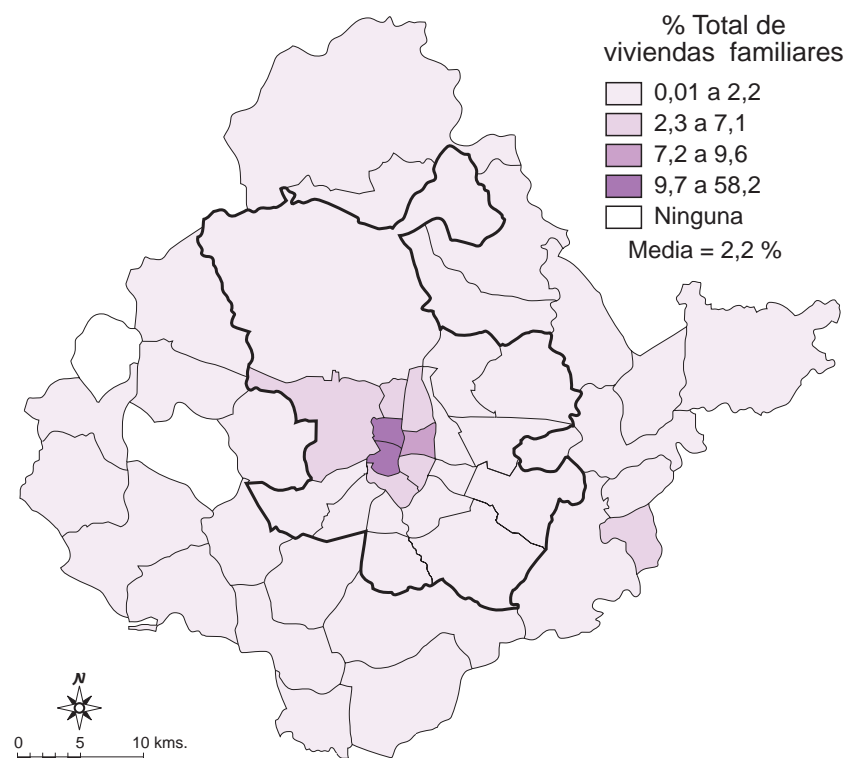 % Total de
viviendas familiares
0,01 a 2,2
2,3 a 7,1
7,2 a 9,6
9,7 a 58,2
Ninguna
Media = 2,2 %
N
0 5 10 kms.